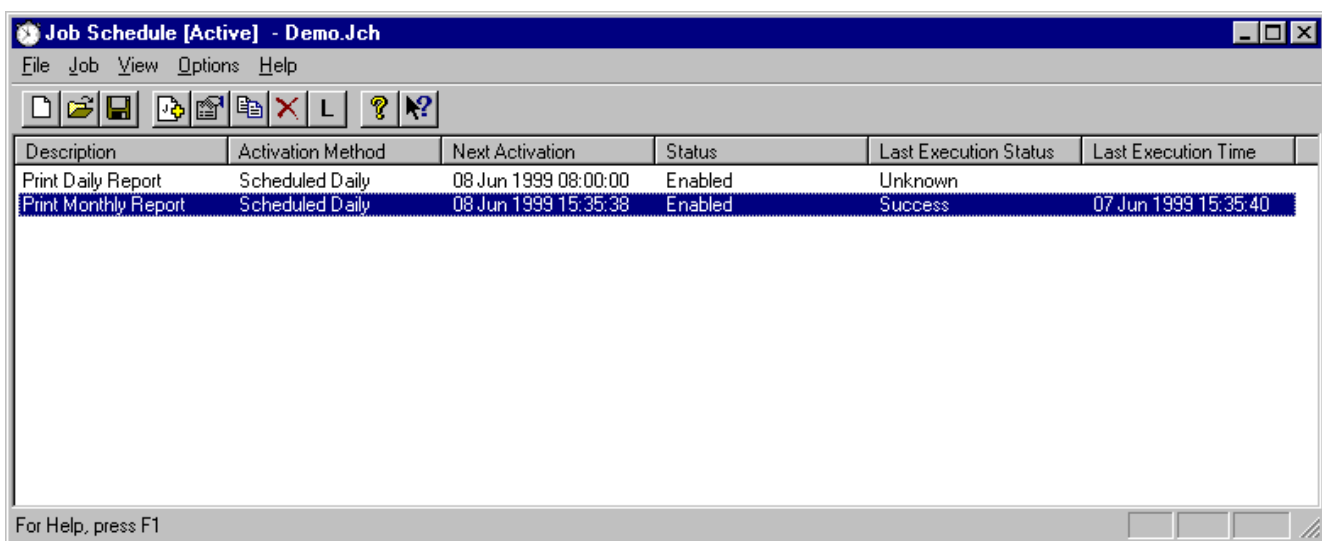 Job Schedule [Active] - Demo.Jch
File Job View Options Help
L
Description Activation Method Next Activation Status Last Execution Status Last Execution Time
Print Daily Report Scheduled Daily 08 Jun 1999 08:00:00 Enabled Unknown
Print Monthly Report Scheduled Daily 08 Jun 1999 15:35:38 Enabled Success 07 Jun 1999 15:35:40
For Help, press F1